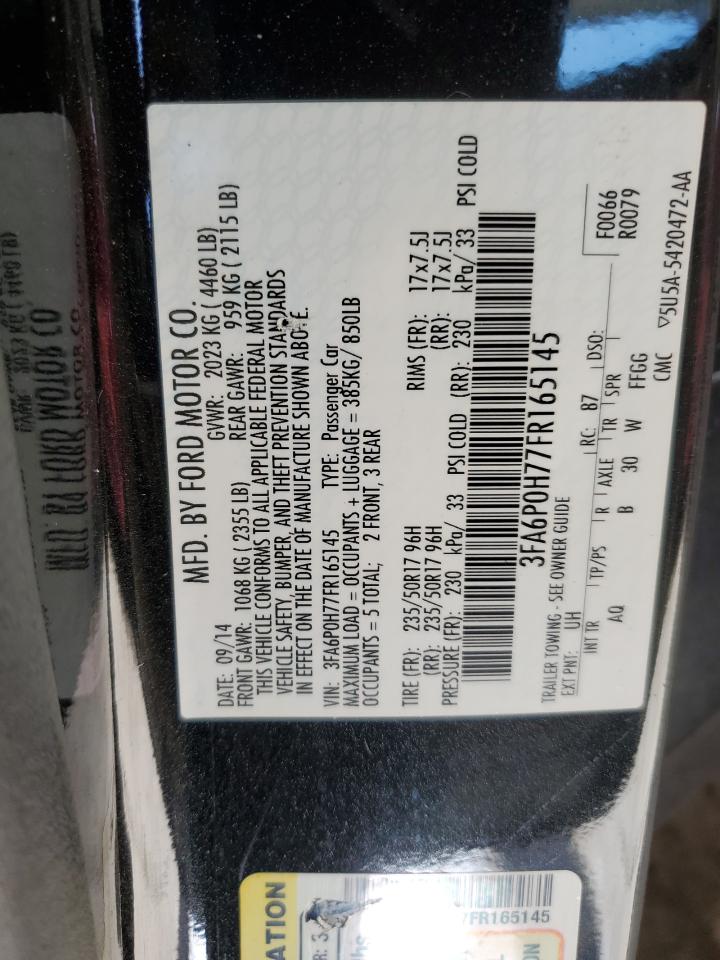 MFD. BY FORD MOTOR CO.
DATE: 09/14 GVWR: 2023 KG ( 4460 LB)
FRONT GAWR: 1068 KG ( 2355 LB) REAR GAWR: 959 KG ( 2115 LB)
THIS VEHICLE CONFORMS TO ALL APPLICABLE FEDERAL MOTOR
VEHICLE SAFETY, BUMPER, AND THEFT PREVENTION STANDARDS
IN EFFECT ON THE DATE OF MANUFACTURE SHOWN ABOVE.
VIN: 3FA6P0H77FR165145 TYPE: Passenger Car
MAXIMUM LOAD = OCCUPANTS + LUGGAGE = 385KG/ 850LB
OCCUPANTS = 5 TOTAL; 2 FRONT, 3 REAR
TIRE (FR): 235/50R17 96H RIMS (FR): 17x7.5J
(RR): 235/50R17 96H (RR): 17x7.5J
PRESSURE (FR): 230 kPa/ 33 PSI COLD (RR): 230 kPa/ 33 PSI COLD
3FA6P0H77FR165145
TRAILER TOWING - SEE OWNER GUIDE F0066
EXT PNT: UH RC: B7 DSO: R0079
INT TR TP/PS R AXLE TR SPR
AQ B 30 W FFGG
CMC ▽5U5A-5420472-AA
ATION
R: 3
lbs
7FR165145
ON